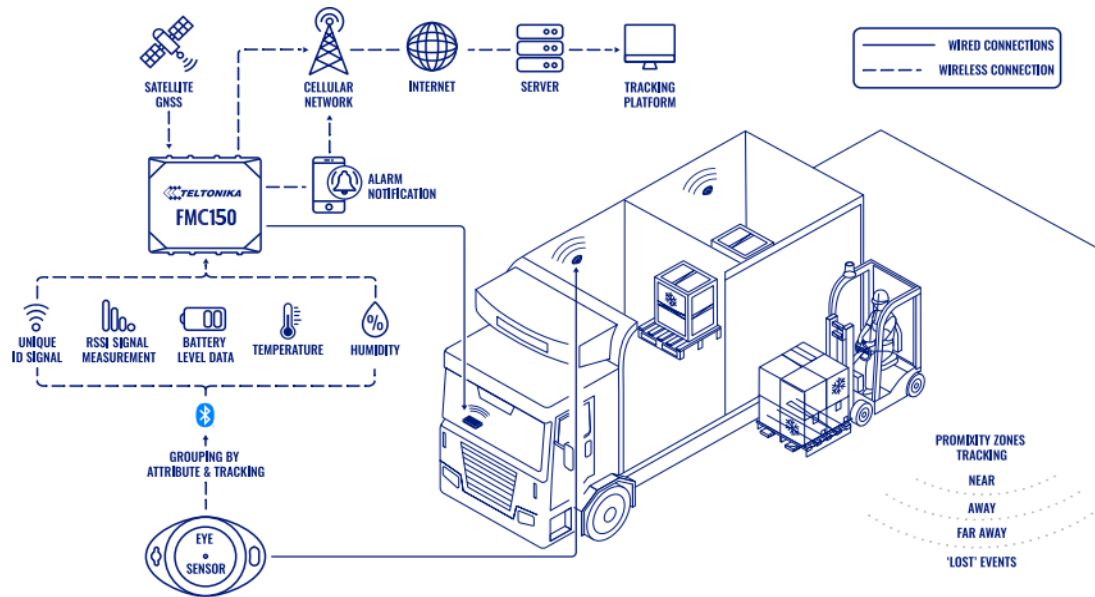 SATELLITE
GNSS
CELLULAR
NETWORK
INTERNET
SERVER
TRACKING
PLATFORM
WIRED CONNECTIONS
WIRELESS CONNECTION
TELTONIKA
FMC150
ALARM
NOTIFICATION
UNIQUE
ID SIGNAL
RSSI SIGNAL
MEASUREMENT
BATTERY
LEVEL DATA
TEMPERATURE
%
HUMIDITY
GROUPING BY
ATTRIBUTE & TRACKING
EYE
SENSOR
PROMIXITY ZONES
TRACKING
NEAR
AWAY
FAR AWAY
'LOST' EVENTS